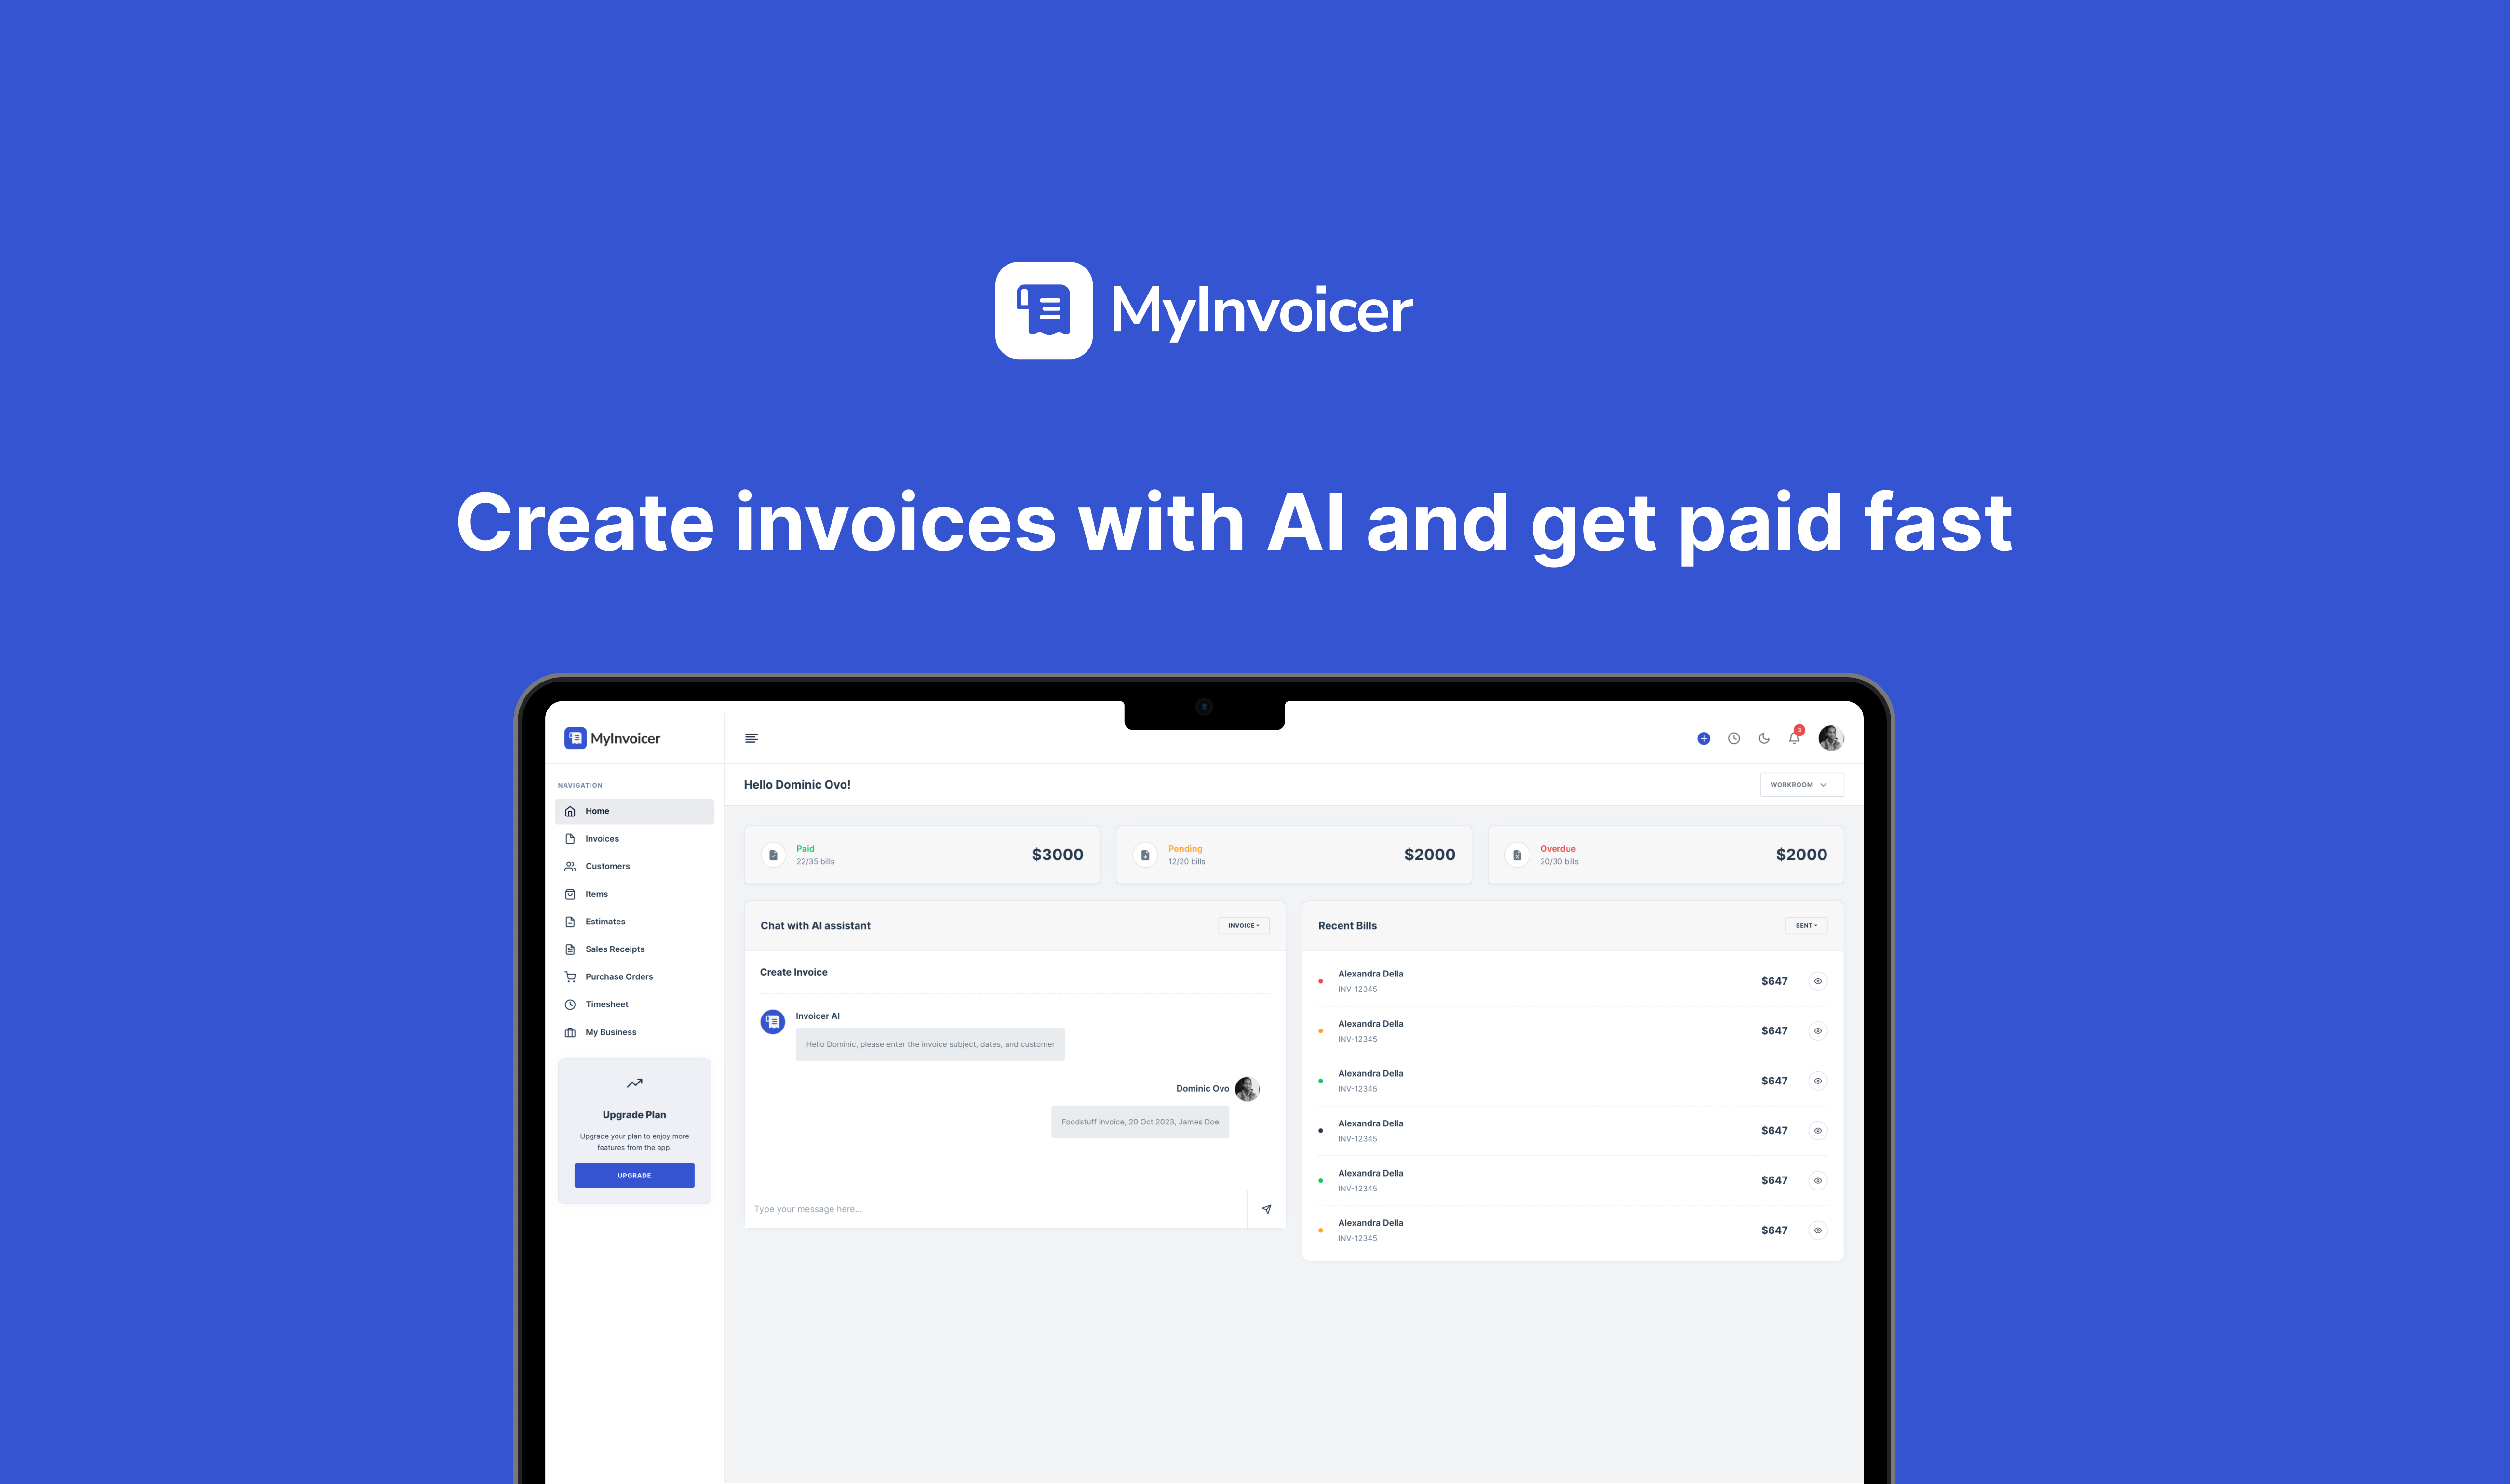 MyInvoicer
Create invoices with AI and get paid fast
MyInvoicer
3
NAVIGATION
Home
Invoices
Customers
Items
Estimates
Sales Receipts
Purchase Orders
Timesheet
My Business
Upgrade Plan
Upgrade your plan to enjoy more
features from the app.
UPGRADE
Hello Dominic Ovo!
WORKROOM
Paid
22/35 bills
$3000
Pending
12/20 bills
$2000
Overdue
20/30 bills
$2000
Chat with AI assistant
INVOICE
Create Invoice
Invoicer AI
Hello Dominic, please enter the invoice subject, dates, and customer
Dominic Ovo
Foodstuff invoice, 20 Oct 2023, James Doe
Type your message here...
Recent Bills
SENT
Alexandra Della
INV-12345
$647
Alexandra Della
INV-12345
$647
Alexandra Della
INV-12345
$647
Alexandra Della
INV-12345
$647
Alexandra Della
INV-12345
$647
Alexandra Della
INV-12345
$647